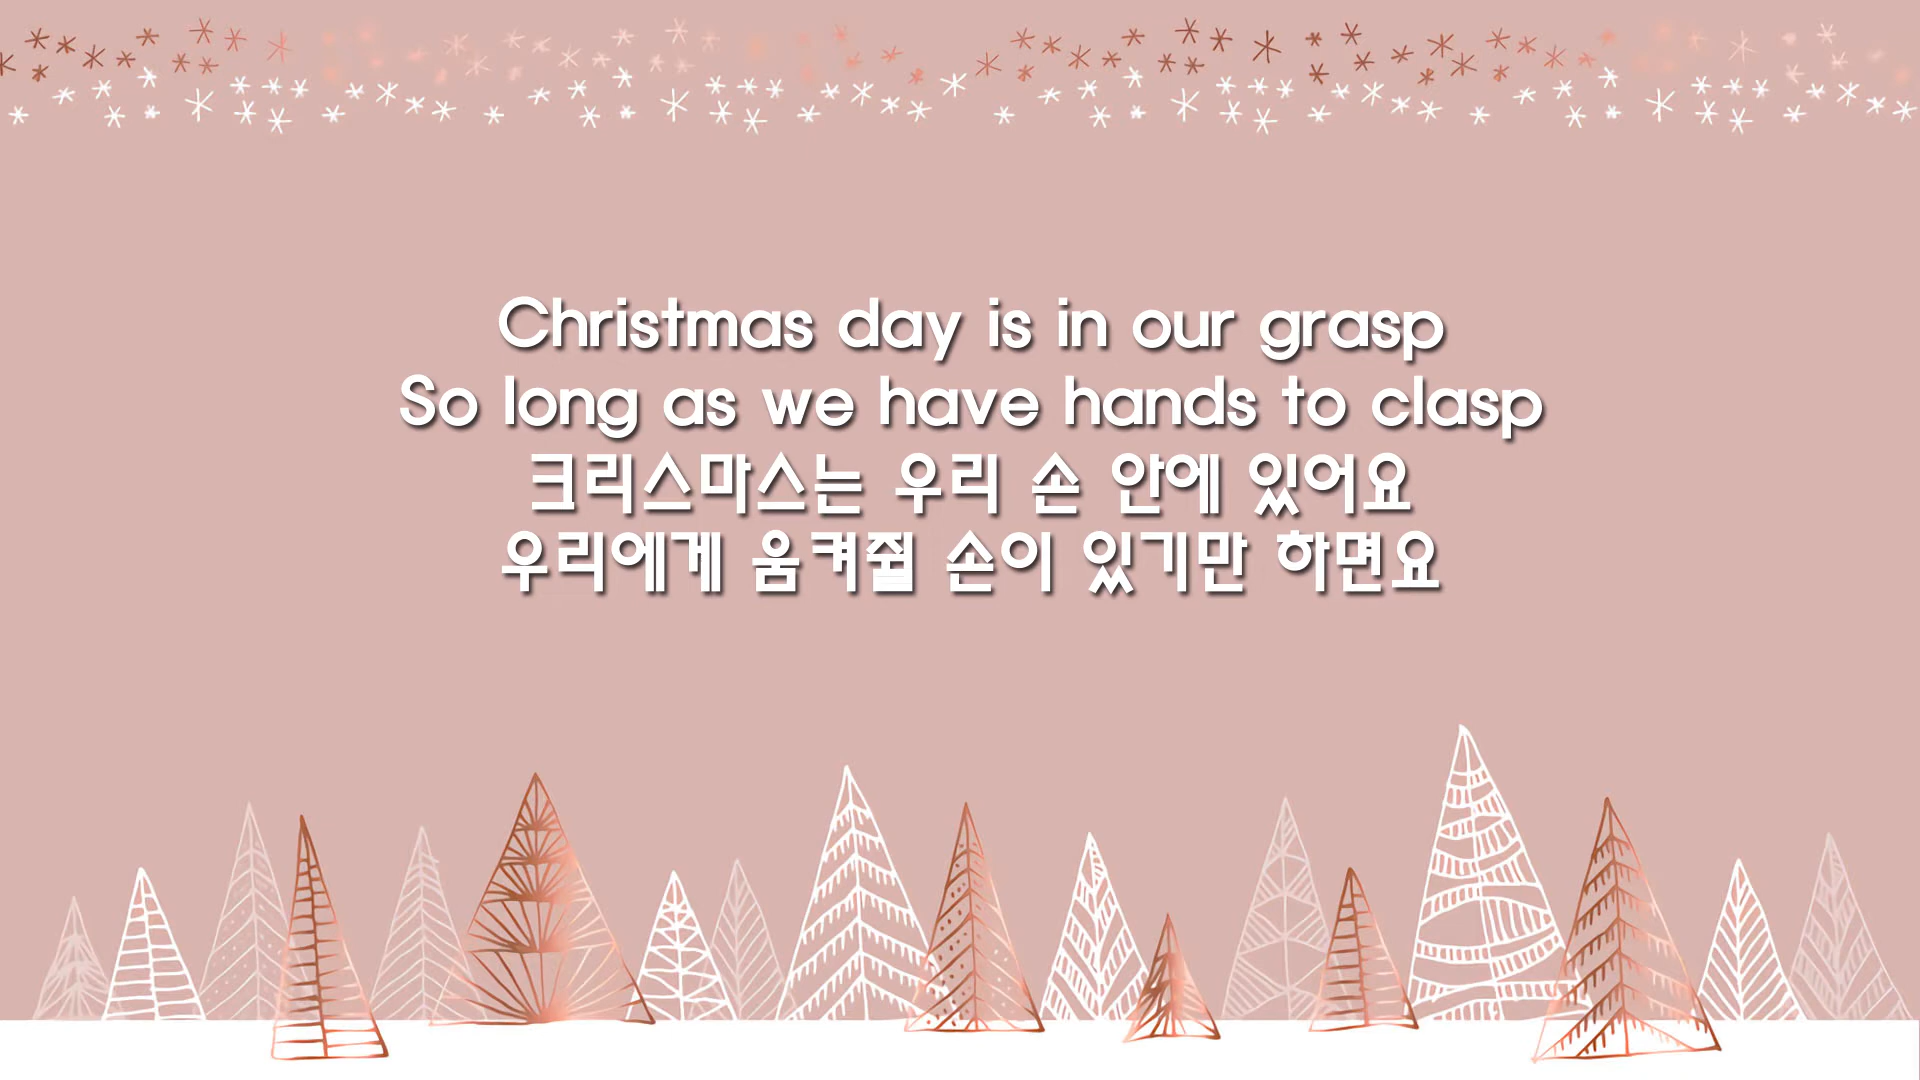 Christmas day is in our grasp
So long as we have hands to clasp
크리스마스는 우리 손 안에 있어요
우리에게 움켜쥘 손이 있기만 하면요